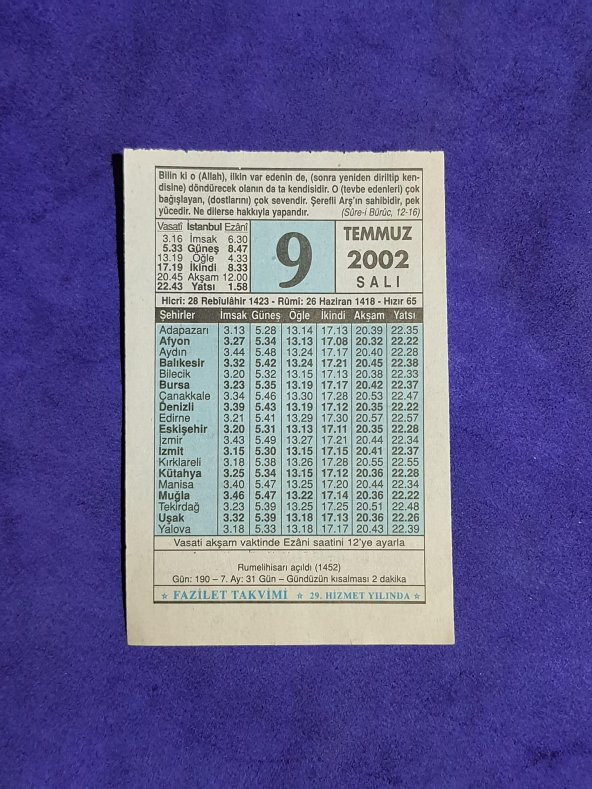 Bilin ki o (Allah), ilkin var edenin de, (sonra yeniden diriltip ken-
disine) döndürecek olanın da ta kendisidir. O (tevbe edenleri) çok
bağışlayan, (dostlarını) çok sevendir. Şerefli Arş'ın sahibidir, pek
yücedir. Ne dilerse hakkıyla yapandır. (Sûre-i Bürûc, 12-16)
Vasati İstanbul Ezânî
3.16 İmsak 6.30
5.33 Güneş 8.47
13.19 Öğle 4.33
17.19 İkindi 8.33
20.45 Akşam 12.00
22.43 Yatsı 1.58
9
TEMMUZ
2002
SALI
Hicrî: 28 Rebîulâhir 1423 - Rûmî: 26 Haziran 1418 - Hızır 65
Şehirler İmsak Güneş Öğle İkindi Akşam Yatsı
Adapazarı 3.13 5.28 13.14 17.13 20.39 22.35
Afyon 3.27 5.34 13.13 17.08 20.32 22.22
Aydın 3.44 5.48 13.24 17.17 20.40 22.28
Balıkesir 3.32 5.42 13.24 17.21 20.45 22.38
Bilecik 3.20 5.32 13.15 17.13 20.38 22.33
Bursa 3.23 5.35 13.19 17.17 20.42 22.37
Çanakkale 3.34 5.46 13.30 17.28 20.53 22.47
Denizli 3.39 5.43 13.19 17.12 20.35 22.22
Edirne 3.21 5.41 13.29 17.30 20.57 22.57
Eskişehir 3.20 5.31 13.13 17.11 20.35 22.28
İzmir 3.43 5.49 13.27 17.21 20.44 22.34
İzmit 3.15 5.30 13.15 17.15 20.41 22.37
Kırklareli 3.18 5.38 13.26 17.28 20.55 22.55
Kütahya 3.25 5.34 13.15 17.12 20.36 22.28
Manisa 3.40 5.47 13.25 17.20 20.44 22.34
Muğla 3.46 5.47 13.22 17.14 20.36 22.22
Tekirdağ 3.23 5.39 13.25 17.25 20.51 22.48
Uşak 3.32 5.39 13.18 17.13 20.36 22.26
Yalova 3.18 5.33 13.18 17.17 20.43 22.39
Vasati akşam vaktinde Ezâni saatini 12'ye ayarla
Rumelihisarı açıldı (1452)
Gün: 190 – 7. Ay: 31 Gün – Gündüzün kısalması 2 dakika
☆ FAZİLET TAKVİMİ ☆ 29. HİZMET YILINDA ☆